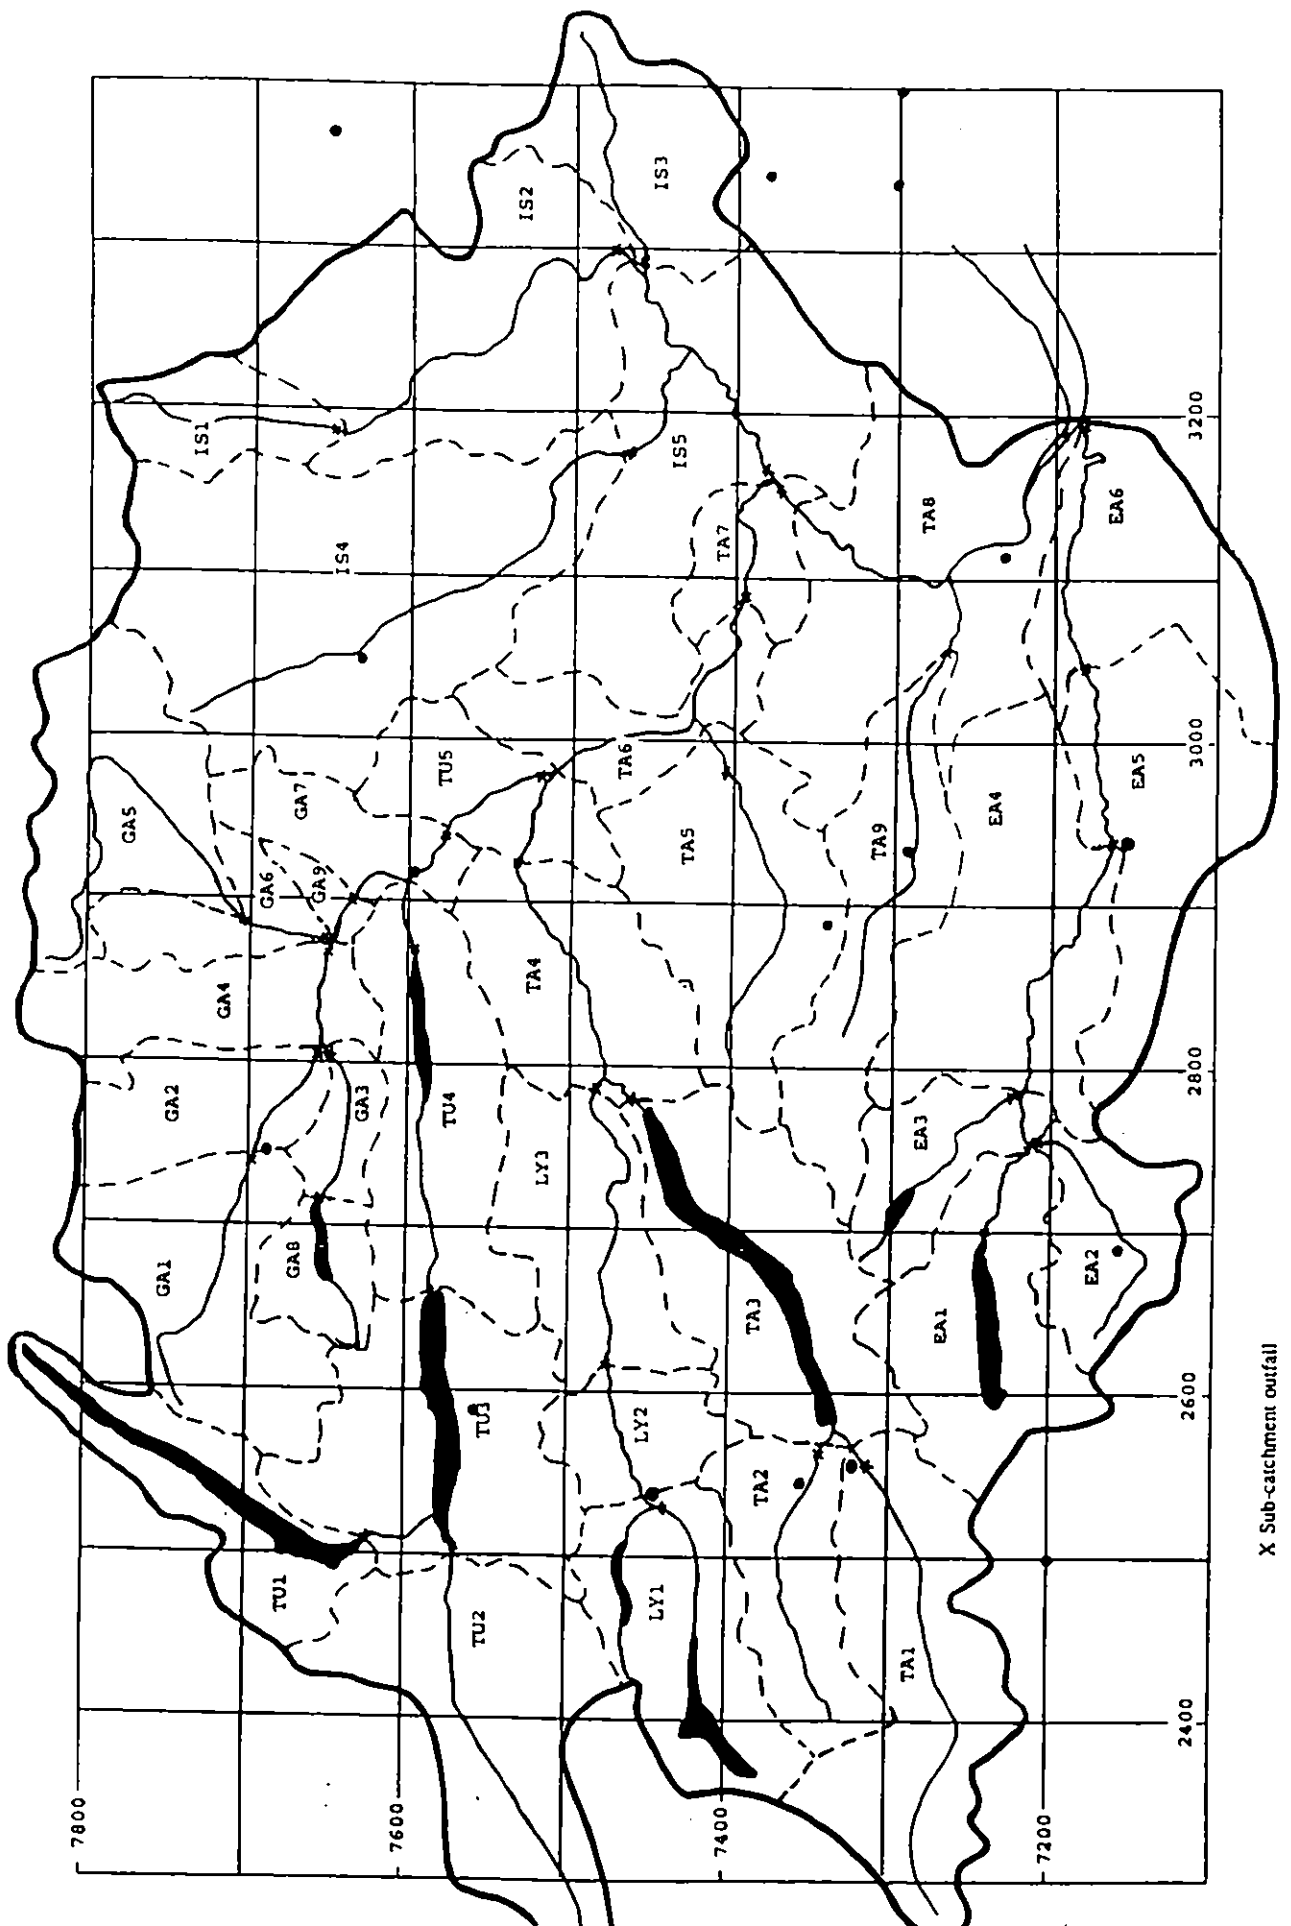 IS3
IS2
IS1
IS5
IS4
3200
TA8
EA6
TA7
3000
TU5
TA6
GA7
EA5
GA5
EA4
TA5
TA9
GA6
GA9
TA4
GA4
2800
GA2
GA3
TU4
EA3
LY3
GA8
GA1
EA2
TA3
EA1
2600
TU3
LY2
TA2
TU1
LY1
TU2
TA1
2400
7800
7600
7400
7200
X Sub-catchment outfall